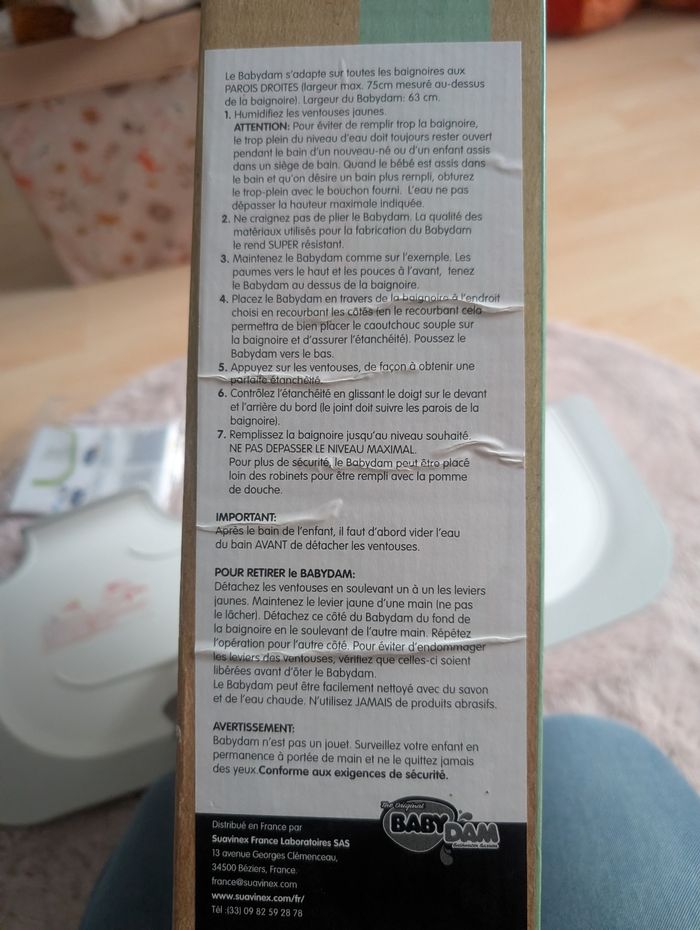 Le Babydam s'adapte sur toutes les baignoires aux
PAROIS DROITES (largeur max. 75cm mesuré au-dessus
de la baignoire). Largeur du Babydam: 63 cm.
1. Humidifiez les ventouses jaunes.
ATTENTION: Pour éviter de remplir trop la baignoire,
le trop plein du niveau d'eau doit toujours rester ouvert
pendant le bain d'un nouveau-né ou d'un enfant assis
dans un siège de bain. Quand le bébé est assis dans
le bain et qu'on désire un bain plus rempli, obturez
le trop-plein avec le bouchon fourni. L'eau ne pas
dépasser la hauteur maximale indiquée.
2. Ne craignez pas de plier le Babydam. La qualité des
matériaux utilisés pour la fabrication du Babydam
le rend SUPER résistant.
3. Maintenez le Babydam comme sur l'exemple. Les
paumes vers le haut et les pouces à l'avant, tenez
le Babydam au dessus de la baignoire.
4. Placez le Babydam en travers de la baignoire à l'endroit
choisi en recourbant les côtés (en le recourbant cela
permettra de bien placer le caoutchouc souple sur
la baignoire et d'assurer l'étanchéité). Poussez le
Babydam vers le bas.
5. Appuyez sur les ventouses, de façon à obtenir une
parfaite étanchéité.
6. Contrôlez l'étanchéité en glissant le doigt sur le devant
et l'arrière du bord (le joint doit suivre les parois de la
baignoire).
7. Remplissez la baignoire jusqu'au niveau souhaité.
NE PAS DEPASSER LE NIVEAU MAXIMAL.
Pour plus de sécurité, le Babydam peut être placé
loin des robinets pour être rempli avec la pomme
de douche.
IMPORTANT:
Après le bain de l'enfant, il faut d'abord vider l'eau
du bain AVANT de détacher les ventouses.
POUR RETIRER le BABYDAM:
Détachez les ventouses en soulevant un à un les leviers
jaunes. Maintenez le levier jaune d'une main (ne pas
le lâcher). Détachez ce côté du Babydam du fond de
la baignoire en le soulevant de l'autre main. Répétez
l'opération pour l'autre côté. Pour éviter d'endommager
les leviers des ventouses, vérifiez que celles-ci soient
libérées avant d'ôter le Babydam.
Le Babydam peut être facilement nettoyé avec du savon
et de l'eau chaude. N'utilisez JAMAIS de produits abrasifs.
AVERTISSEMENT:
Babydam n'est pas un jouet. Surveillez votre enfant en
permanence à portée de main et ne le quittez jamais
des yeux.Conforme aux exigences de sécurité.
The Original
BABY DAM
Distribué en France par
Suavinex France Laboratoires SAS
13 avenue Georges Clémenceau,
34500 Béziers, France.
france@suavinex.com
www.suavinex.com/fr/
Tél :(33) 09 82 59 28 78